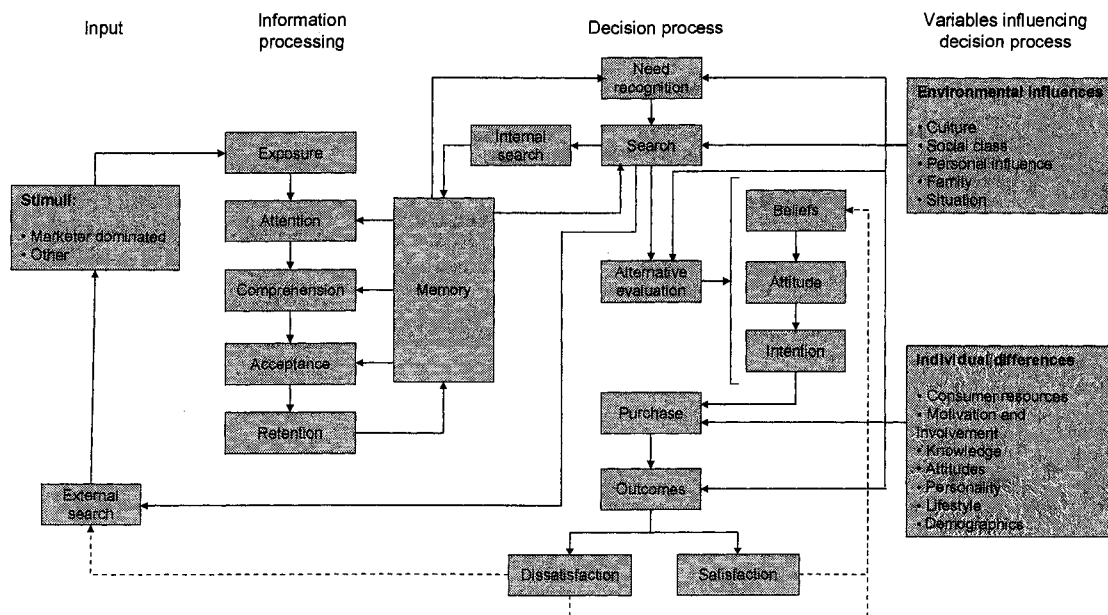 Input
Information
processing
Decision process
Variables influencing
decision process
Need
recognition
Environmental influences
• Culture
• Social class
• Personal influence
• Family
• Situation
Internal
search
Search
Exposure
Stimuli:
• Marketer dominated
• Other
Attention
Memory
Beliefs
Comprehension
Alternative
evaluation
Attitude
Acceptance
Intention
Individual differences
• Consumer resources
• Motivation and
Involvement
• Knowledge
• Attitudes
• Personality
• Lifestyle
• Demographics
Retention
Purchase
External
search
Outcomes
Dissatisfaction
Satisfaction